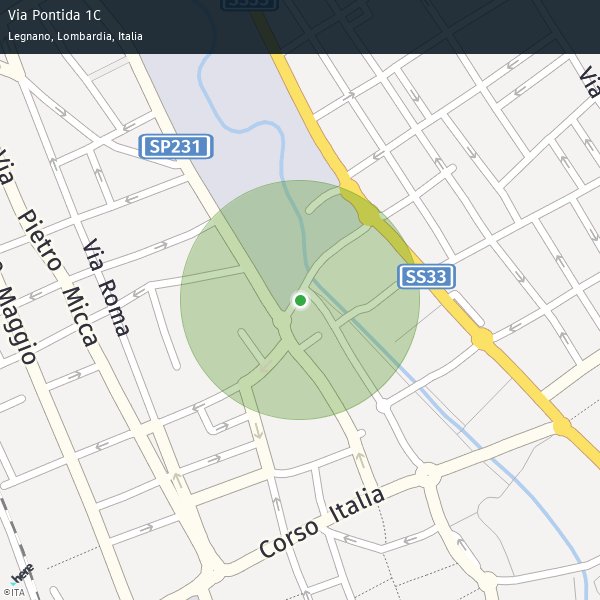 Via Pontida 1C
Legnano, Lombardia, Italia
SS33
Via
SP231
Via
Pietro
Micca
Via Roma
Maggio
SS33
Corso Italia
here
©ITA